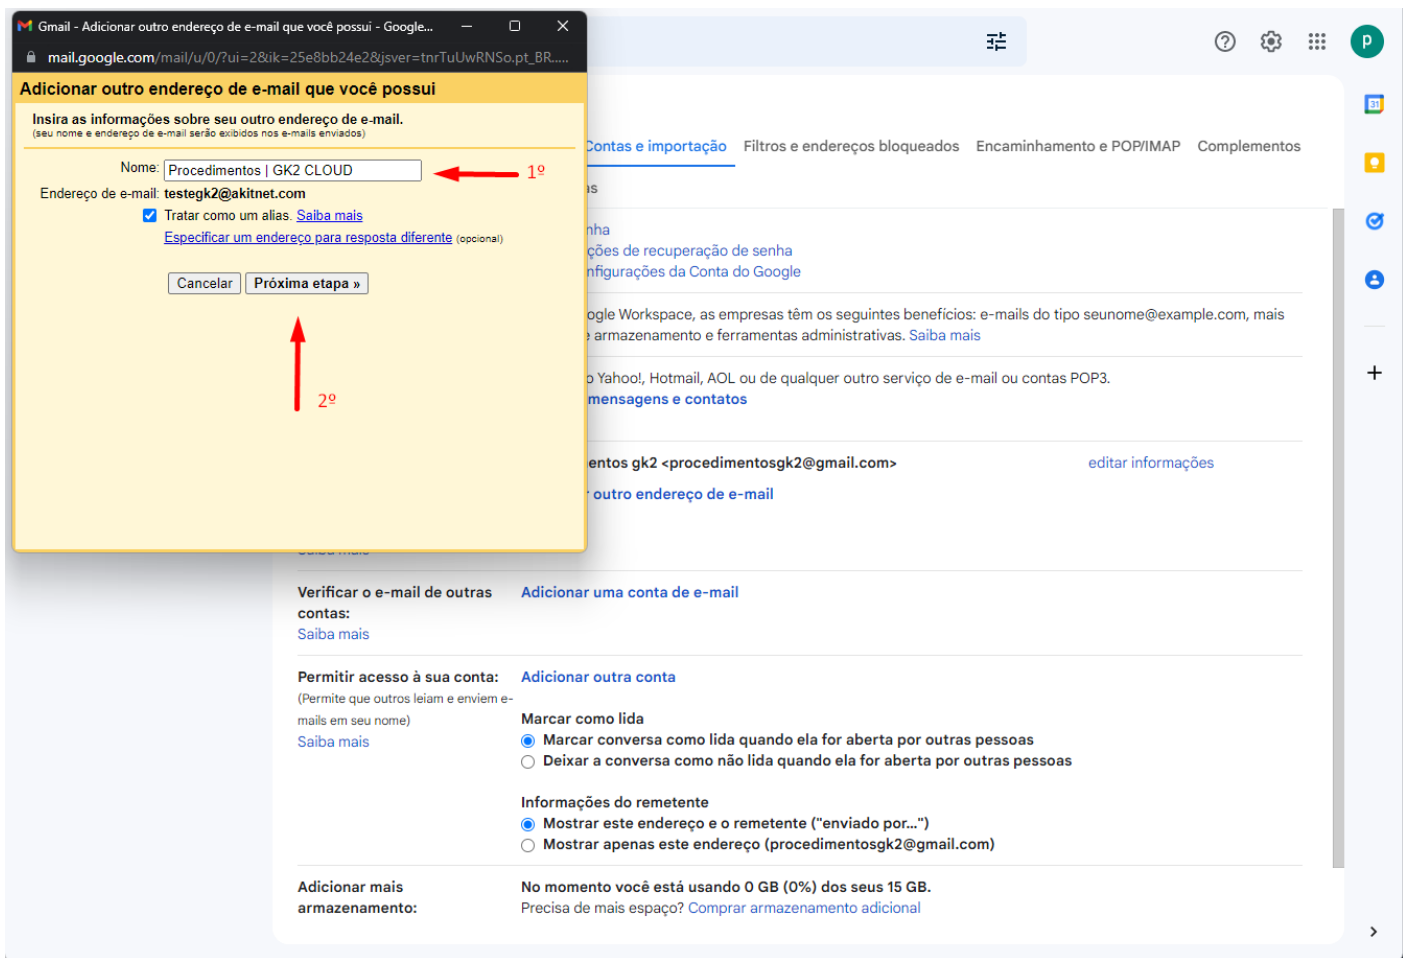 Gmail - Adicionar outro endereço de e-mail que você possui - Google...
mail.google.com/mail/u/0/?ui=2&ik=25e8bb24e2&jsver=tnrTuUwRNSo.pt_BR.....
Adicionar outro endereço de e-mail que você possui
Insira as informações sobre seu outro endereço de e-mail.
(seu nome e endereço de e-mail serão exibidos nos e-mails enviados)
Nome: Procedimentos | GK2 CLOUD
1º
Endereço de e-mail: testegk2@akitnet.com
Tratar como um alias. Saiba mais
Especificar um endereço para resposta diferente (opcional)
Cancelar
Próxima etapa »
2º
p
31
Contas e importação
Filtros e endereços bloqueados
Encaminhamento e POP/IMAP
Complementos
as
nha
ções de recuperação de senha
nfigurações da Conta do Google
ogle Workspace, as empresas têm os seguintes benefícios: e-mails do tipo seunome@example.com, mais
e armazenamento e ferramentas administrativas. Saiba mais
o Yahoo!, Hotmail, AOL ou de qualquer outro serviço de e-mail ou contas POP3.
mensagens e contatos
entos gk2 <procedimentosgk2@gmail.com>
editar informações
r outro endereço de e-mail
Saiba mais
Verificar o e-mail de outras
contas:
Saiba mais
Adicionar uma conta de e-mail
Permitir acesso à sua conta:
(Permite que outros leiam e enviem e-
mails em seu nome)
Saiba mais
Adicionar outra conta
Marcar como lida
Marcar conversa como lida quando ela for aberta por outras pessoas
Deixar a conversa como não lida quando ela for aberta por outras pessoas
Informações do remetente
Mostrar este endereço e o remetente ("enviado por...")
Mostrar apenas este endereço (procedimentosgk2@gmail.com)
Adicionar mais
armazenamento:
No momento você está usando 0 GB (0%) dos seus 15 GB.
Precisa de mais espaço? Comprar armazenamento adicional